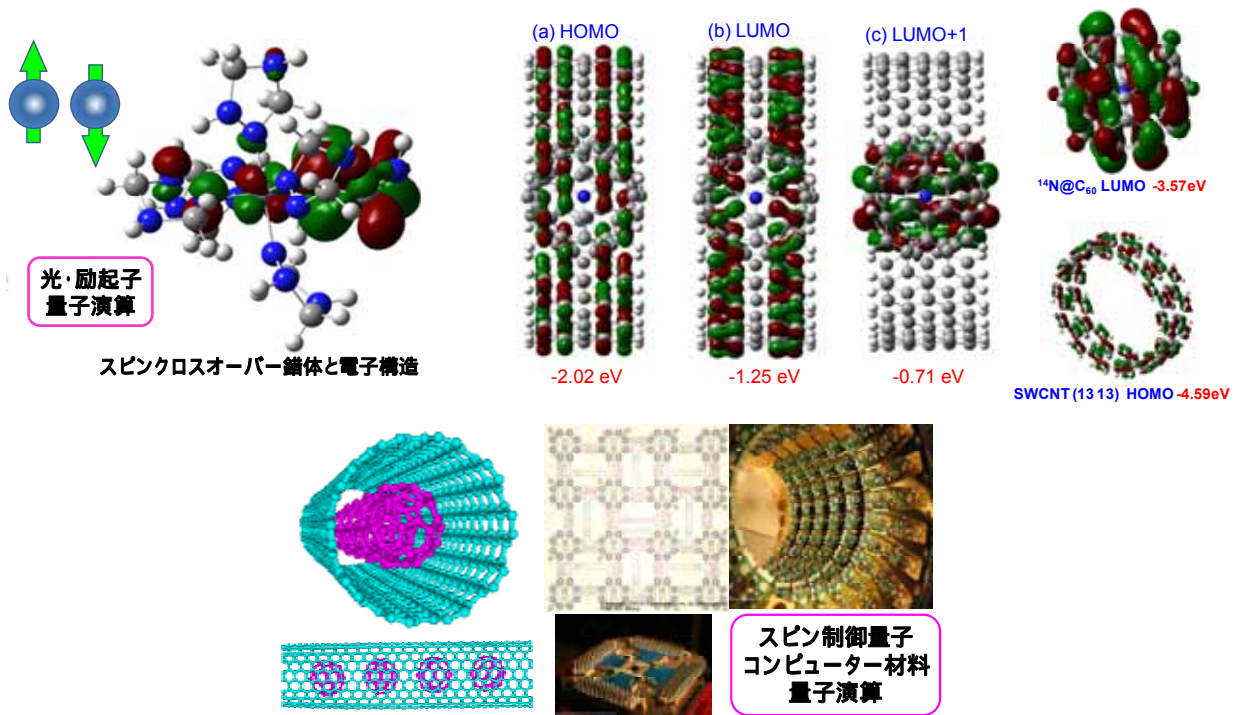 (a) HOMO
(b) LUMO
(c) LUMO+1
¹⁴N@C₆₀ LUMO -3.57eV
光・励起子
量子演算
スピンクロスオーバー錯体と電子構造
-2.02 eV
-1.25 eV
-0.71 eV
SWCNT (13 13) HOMO -4.59eV
スピン制御量子
コンピューター材料
量子演算